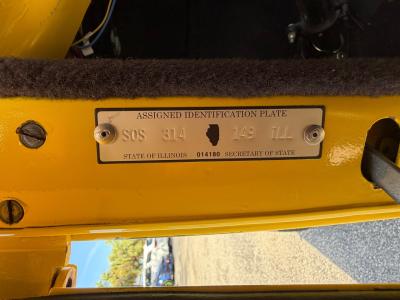 ASSIGNED IDENTIFICATION PLATE
SOS 314 149 ILL
STATE OF ILLINOIS 014180 SECRETARY OF STATE